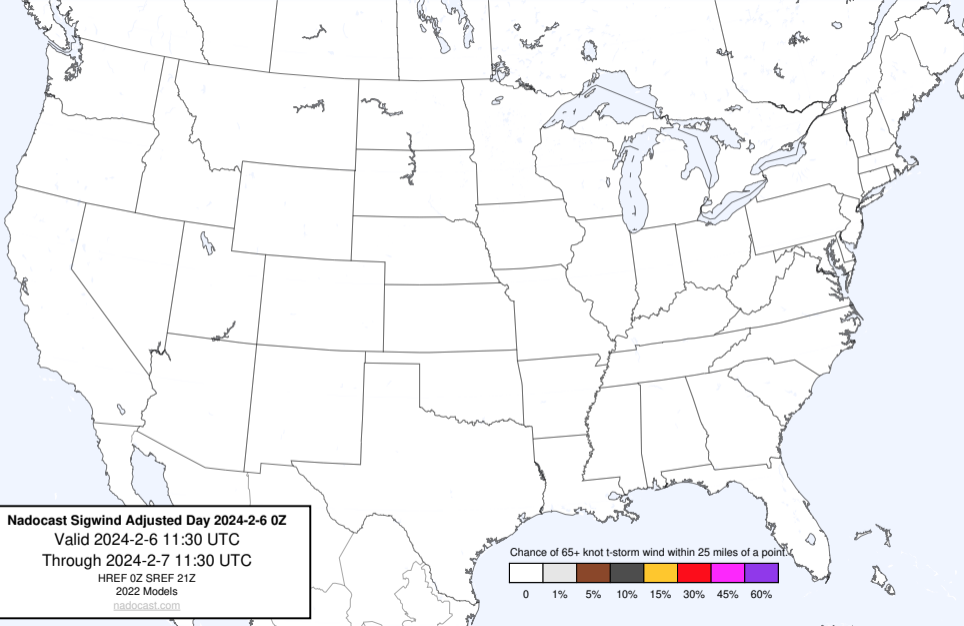 Nadocast Sigwind Adjusted Day 2024-2-6 0Z
Valid 2024-2-6 11:30 UTC
Through 2024-2-7 11:30 UTC
HREF 0Z SREF 21Z
2022 Models
nadocast.com
Chance of 65+ knot t-storm wind within 25 miles of a point.
0 1% 5% 10% 15% 30% 45% 60%